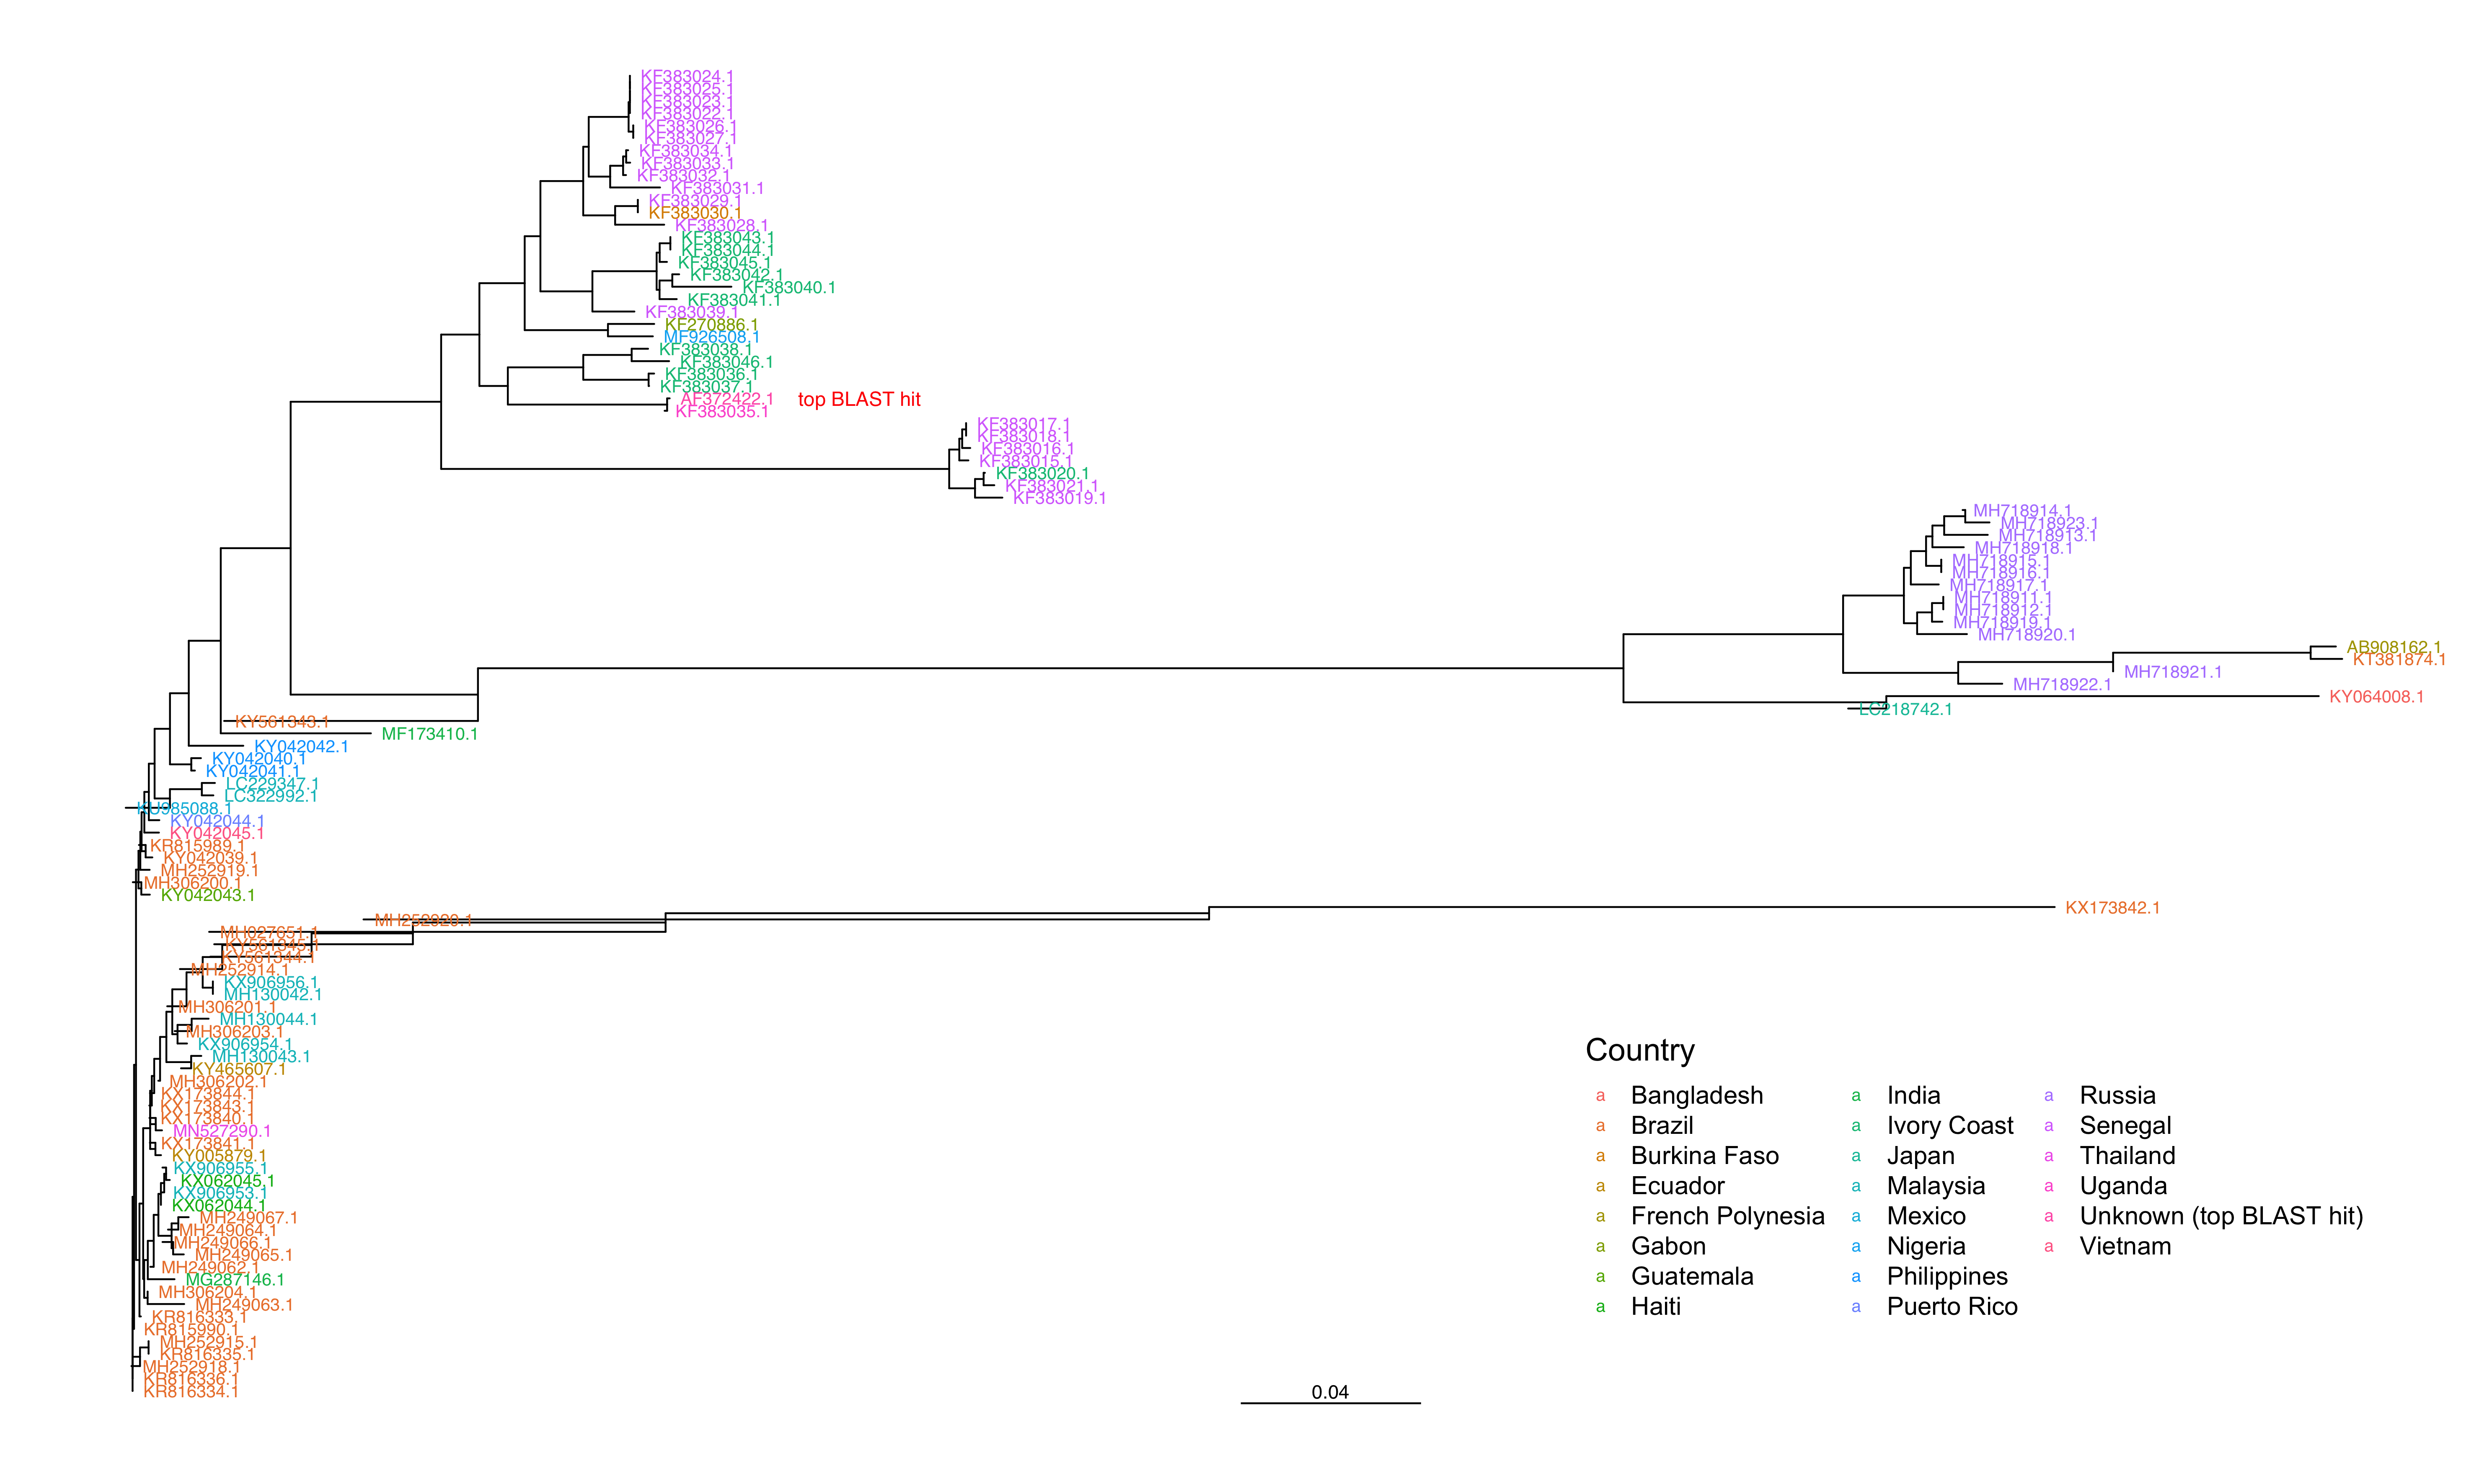 KF383024.1
KF383025.1
KF383023.1
KF383022.1
KF383026.1
KF383027.1
KF383034.1
KF383033.1
KF383032.1
KF383031.1
KF383029.1
KF383030.1
KF383028.1
KF383043.1
KF383044.1
KF383045.1
KF383042.1
KF383040.1
KF383041.1
KF383039.1
KF270886.1
MF926508.1
KF383038.1
KF383046.1
KF383036.1
KF383037.1
AF372422.1 top BLAST hit
KF383035.1
KF383017.1
KF383018.1
KF383016.1
KF383015.1
KF383020.1
KF383021.1
KF383019.1
MH718914.1
MH718923.1
MH718913.1
MH718918.1
MH718915.1
MH718916.1
MH718917.1
MH718911.1
MH718912.1
MH718919.1
MH718920.1
AB908162.1
KT381874.1
MH718921.1
MH718922.1
KY064008.1
LC218742.1
KY561343.1
MF173410.1
KY042042.1
KY042040.1
KY042041.1
LC229347.1
LC322992.1
KU985088.1
KY042044.1
KY042045.1
KR815989.1
KY042039.1
MH252919.1
MH306200.1
KY042043.1
KX173842.1
MH252920.1
MH027651.1
KY561345.1
KY561344.1
MH252914.1
KX906956.1
MH130042.1
MH306201.1
MH130044.1
MH306203.1
KX906954.1
MH130043.1
KY465607.1
MH306202.1
KX173844.1
KX173843.1
KX173840.1
MN527290.1
KX173841.1
KY005879.1
KX906955.1
KX062045.1
KX906953.1
KX062044.1
MH249067.1
MH249064.1
MH249066.1
MH249065.1
MH249062.1
MG287146.1
MH306204.1
MH249063.1
KR816333.1
KR815990.1
MH252915.1
KR816335.1
MH252918.1
KR816336.1
KR816334.1
0.04
Country
a Bangladesh
a Brazil
a Burkina Faso
a Ecuador
a French Polynesia
a Gabon
a Guatemala
a Haiti
a India
a Ivory Coast
a Japan
a Malaysia
a Mexico
a Nigeria
a Philippines
a Puerto Rico
a Russia
a Senegal
a Thailand
a Uganda
a Unknown (top BLAST hit)
a Vietnam